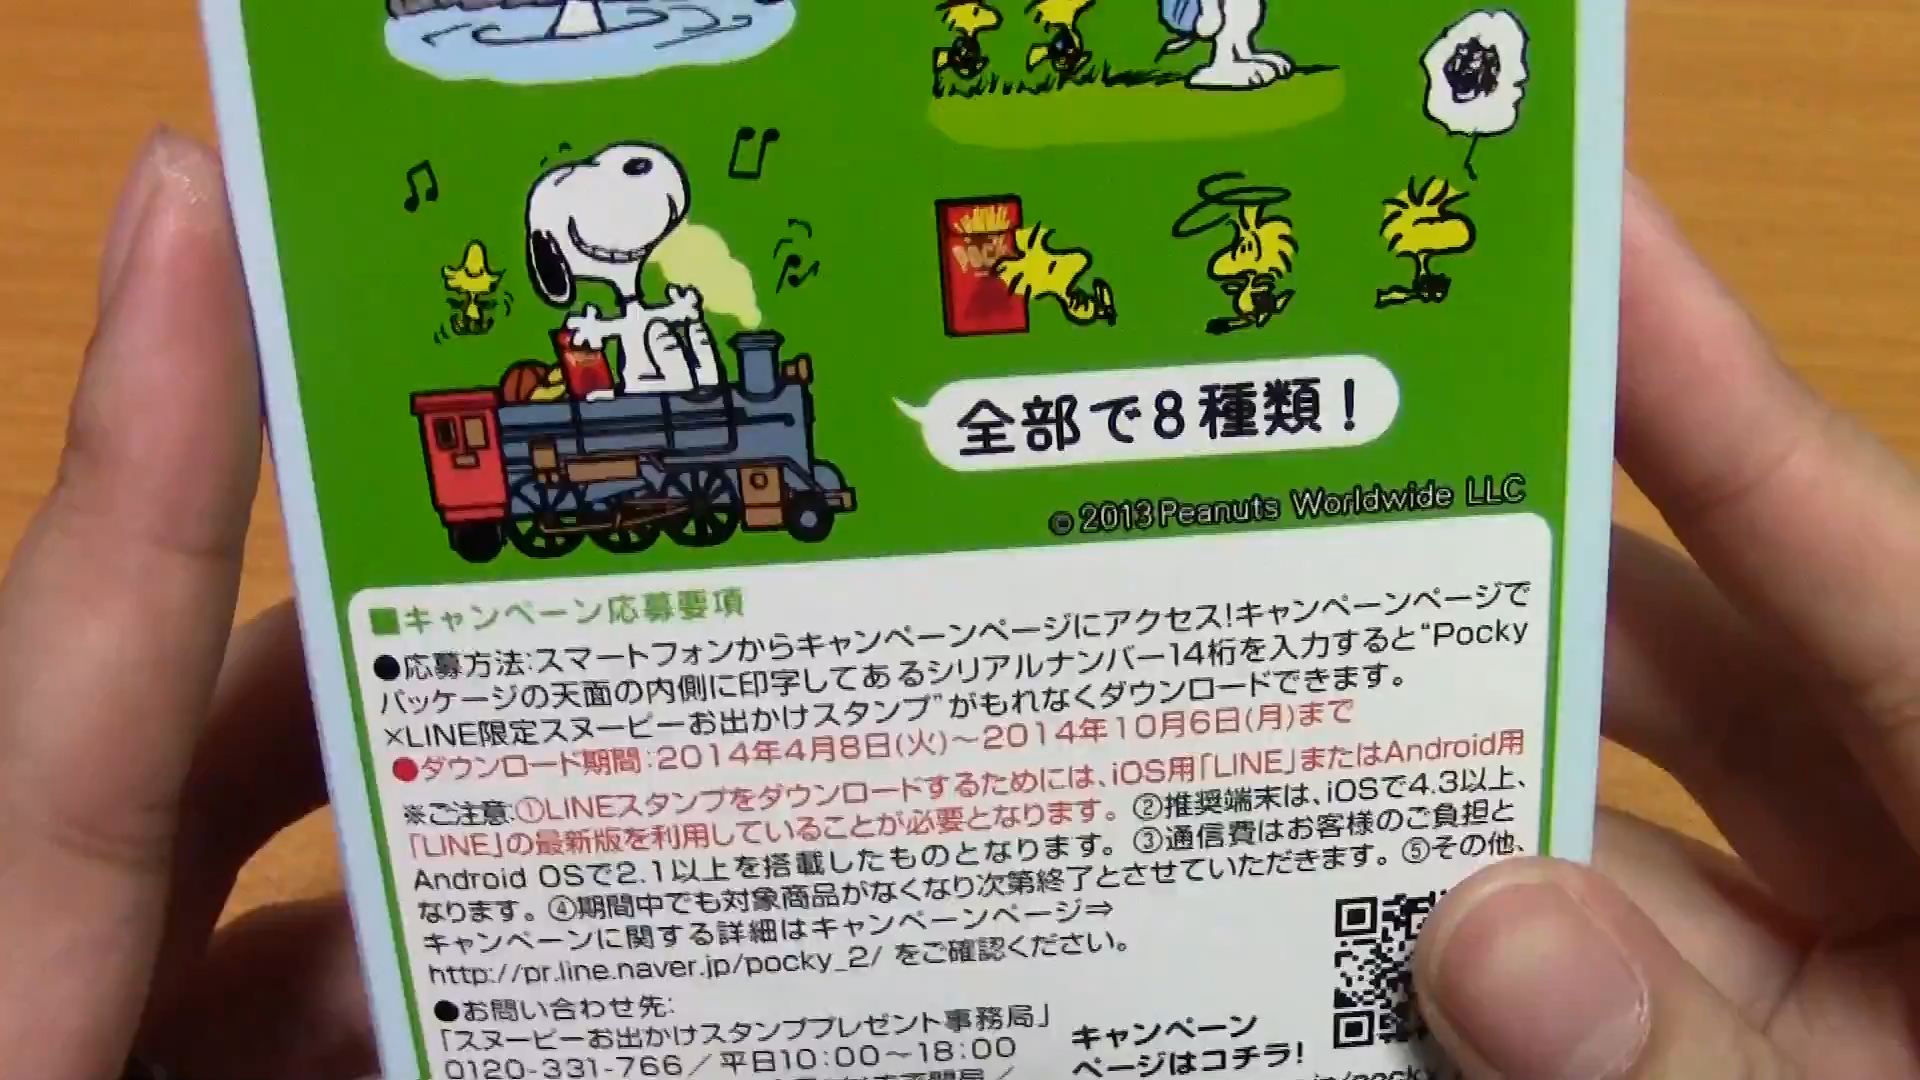 Pocky
全部で8種類!
©2013 Peanuts Worldwide LLC
■キャンペーン応募要項
●応募方法:スマートフォンからキャンペーンページにアクセス!キャンペーンページで
パッケージの天面の内側に印字してあるシリアルナンバー14桁を入力すると“Pocky
×LINE限定スヌーピーお出かけスタンプ”がもれなくダウンロードできます。
●ダウンロード期間:2014年4月8日(火)～2014年10月6日(月)まで
※ご注意:①LINEスタンプをダウンロードするためには、iOS用「LINE」またはAndroid用
「LINE」の最新版を利用していることが必要となります。②推奨端末は、iOSで4.3以上、
Android OSで2.1以上を搭載したものとなります。③通信費はお客様のご負担と
なります。④期間中でも対象商品がなくなり次第終了とさせていただきます。⑤その他、
キャンペーンに関する詳細はキャンペーンページ⇒
http://pr.line.naver.jp/pocky_2/ をご確認ください。
●お問い合わせ先:
「スヌーピーお出かけスタンププレゼント事務局」
0120-331-766／平日10:00～18:00
キャンペーン
ページはコチラ!